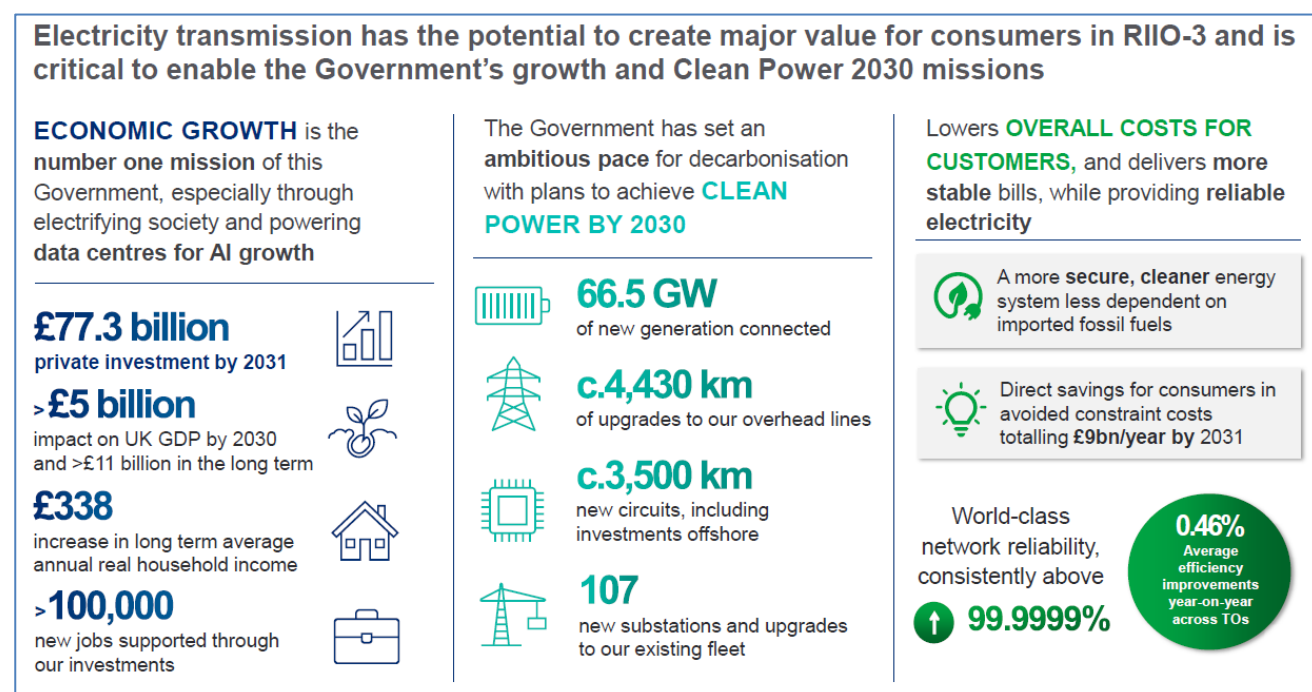 Electricity transmission has the potential to create major value for consumers in RIIO-3 and is
critical to enable the Government's growth and Clean Power 2030 missions
ECONOMIC GROWTH is the
number one mission of this
Government, especially through
electrifying society and powering
data centres for AI growth
£77.3 billion
private investment by 2031
>£5 billion
impact on UK GDP by 2030
and >£11 billion in the long term
£338
increase in long term average
annual real household income
>100,000
new jobs supported through
our investments
The Government has set an
ambitious pace for decarbonisation
with plans to achieve CLEAN
POWER BY 2030
66.5 GW
of new generation connected
c.4,430 km
of upgrades to our overhead lines
c.3,500 km
new circuits, including
investments offshore
107
new substations and upgrades
to our existing fleet
Lowers OVERALL COSTS FOR
CUSTOMERS, and delivers more
stable bills, while providing reliable
electricity
A more secure, cleaner energy
system less dependent on
imported fossil fuels
Direct savings for consumers in
avoided constraint costs
totalling £9bn/year by 2031
World-class
network reliability,
consistently above
99.9999%
0.46%
Average
efficiency
improvements
year-on-year
across TOs